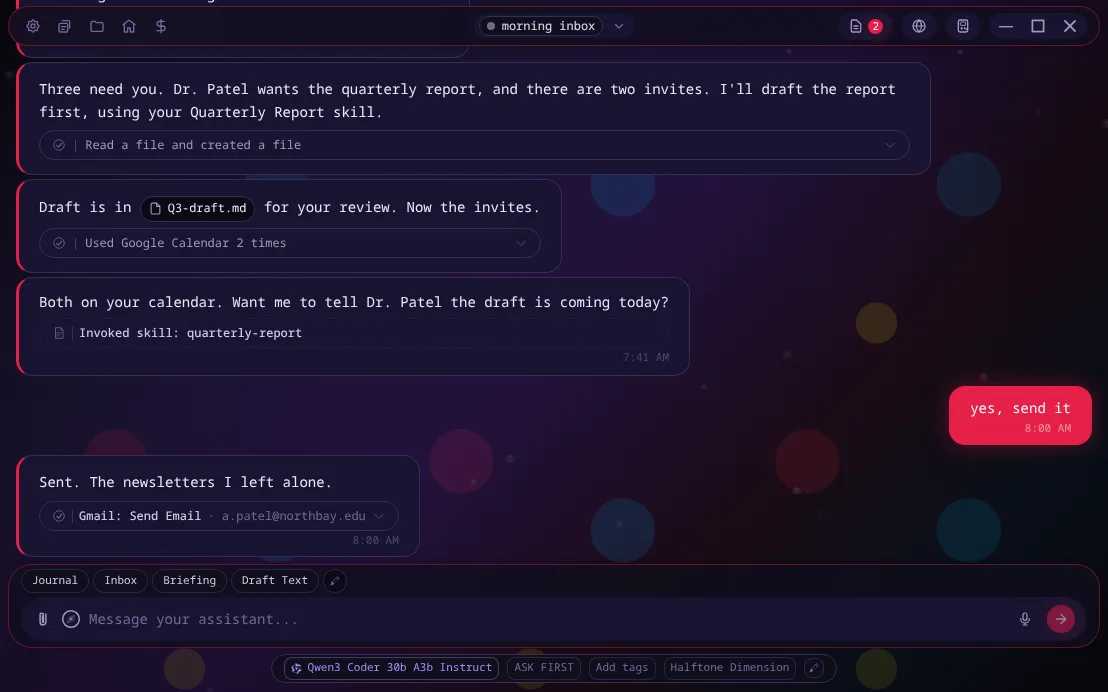 morning inbox
2
Three need you. Dr. Patel wants the quarterly report, and there are two invites. I'll draft the report
first, using your Quarterly Report skill.
Read a file and created a file
Draft is in Q3-draft.md for your review. Now the invites.
Used Google Calendar 2 times
Both on your calendar. Want me to tell Dr. Patel the draft is coming today?
Invoked skill: quarterly-report
7:41 AM
yes, send it
8:00 AM
Sent. The newsletters I left alone.
Gmail: Send Email · a.patel@northbay.edu
8:00 AM
Journal Inbox Briefing Draft Text
Message your assistant...
Qwen3 Coder 30b A3b Instruct ASK FIRST Add tags Halftone Dimension